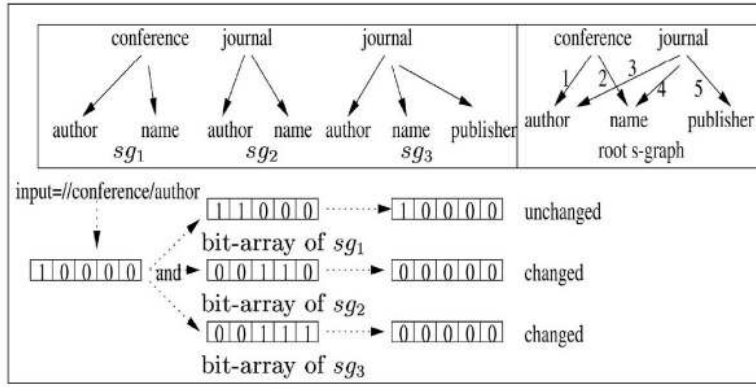 conference journal journal conference journal
1 2 3 4 5
author name author name author name publisher author name publisher
sg1 sg2 sg3 root s-graph
input=//conference/author
1 1 0 0 0 1 0 0 0 0 unchanged
bit-array of sg1
1 0 0 0 0 and 0 0 1 1 0 0 0 0 0 0 changed
bit-array of sg2
0 0 1 1 1 0 0 0 0 0 changed
bit-array of sg3